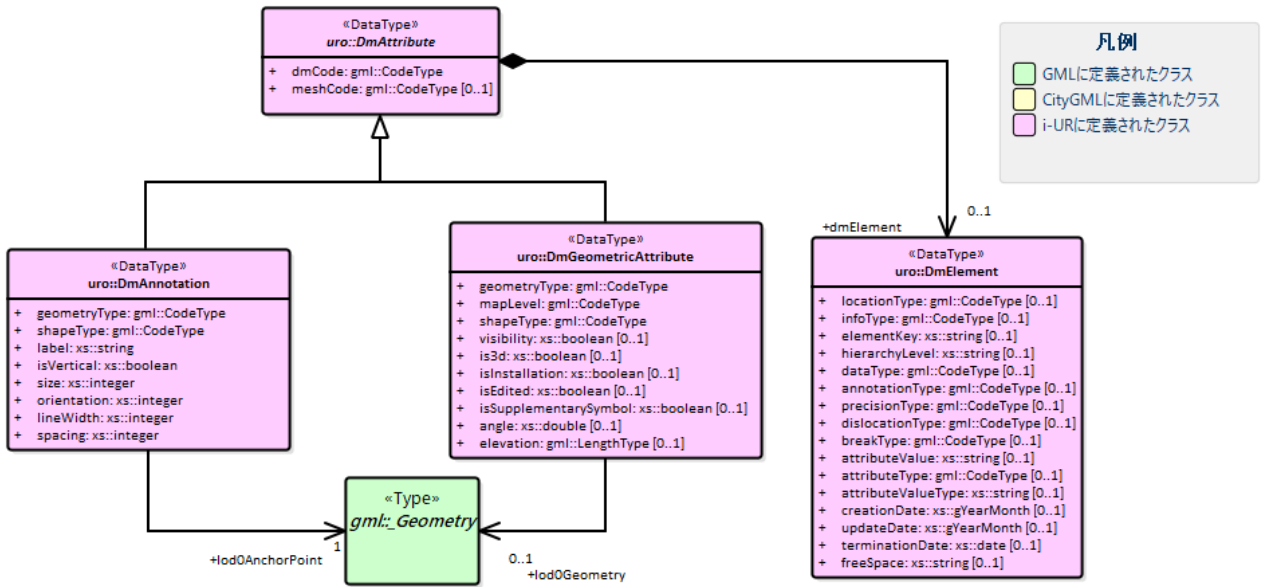 «DataType»
uro::DmAttribute
+ dmCode: gml::CodeType
+ meshCode: gml::CodeType [0..1]
凡例
GMLに定義されたクラス
CityGMLに定義されたクラス
i-URに定義されたクラス
+dmElement
0..1
«DataType»
uro::DmAnnotation
+ geometryType: gml::CodeType
+ shapeType: gml::CodeType
+ label: xs::string
+ isVertical: xs::boolean
+ size: xs::integer
+ orientation: xs::integer
+ lineWidth: xs::integer
+ spacing: xs::integer
«DataType»
uro::DmGeometricAttribute
+ geometryType: gml::CodeType
+ mapLevel: gml::CodeType
+ shapeType: gml::CodeType
+ visibility: xs::boolean [0..1]
+ is3d: xs::boolean [0..1]
+ isInstallation: xs::boolean [0..1]
+ isEdited: xs::boolean [0..1]
+ isSupplementarySymbol: xs::boolean [0..1]
+ angle: xs::double [0..1]
+ elevation: gml::LengthType [0..1]
«DataType»
uro::DmElement
+ locationType: gml::CodeType [0..1]
+ infoType: gml::CodeType [0..1]
+ elementKey: xs::string [0..1]
+ hierarchyLevel: xs::string [0..1]
+ dataType: gml::CodeType [0..1]
+ annotationType: gml::CodeType [0..1]
+ precisionType: gml::CodeType [0..1]
+ dislocationType: gml::CodeType [0..1]
+ breakType: gml::CodeType [0..1]
+ attributeValue: xs::string [0..1]
+ attributeType: gml::CodeType [0..1]
+ attributeValueType: xs::string [0..1]
+ creationDate: xs::gYearMonth [0..1]
+ updateDate: xs::gYearMonth [0..1]
+ terminationDate: xs::date [0..1]
+ freeSpace: xs::string [0..1]
«Type»
gml::_Geometry
1
+lod0AnchorPoint
0..1
+lod0Geometry